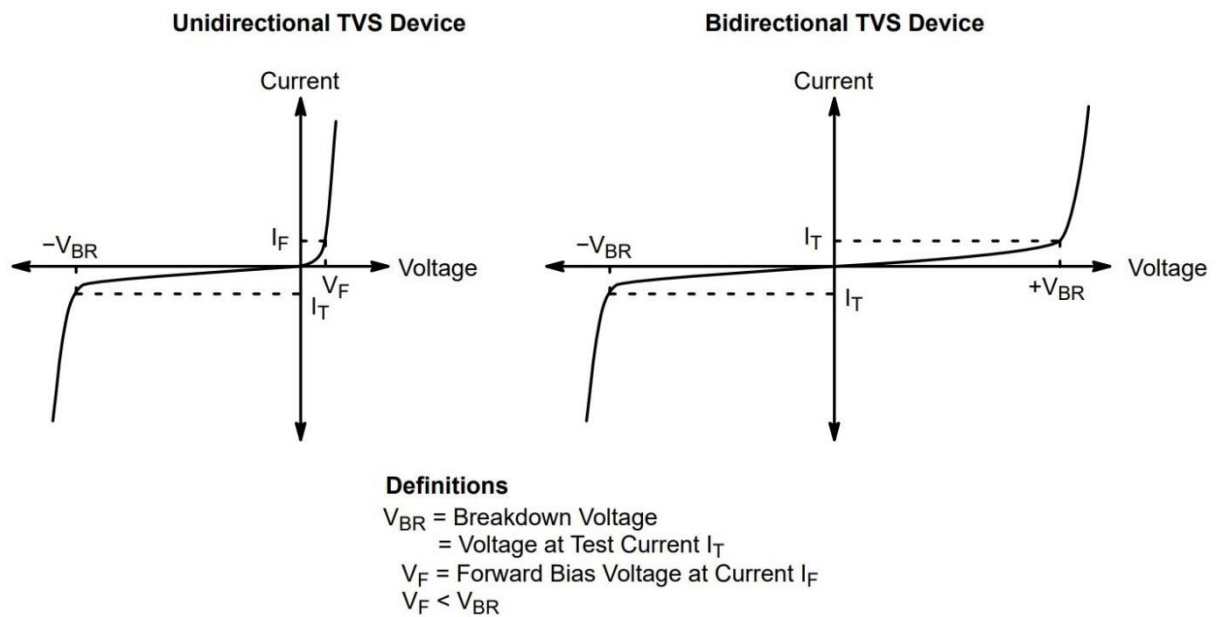 Unidirectional TVS Device
Current
I_F
−V_BR
Voltage
V_F
I_T
Bidirectional TVS Device
Current
I_T
−V_BR
Voltage
+V_BR
I_T
Definitions
V_BR = Breakdown Voltage
= Voltage at Test Current I_T
V_F = Forward Bias Voltage at Current I_F
V_F < V_BR